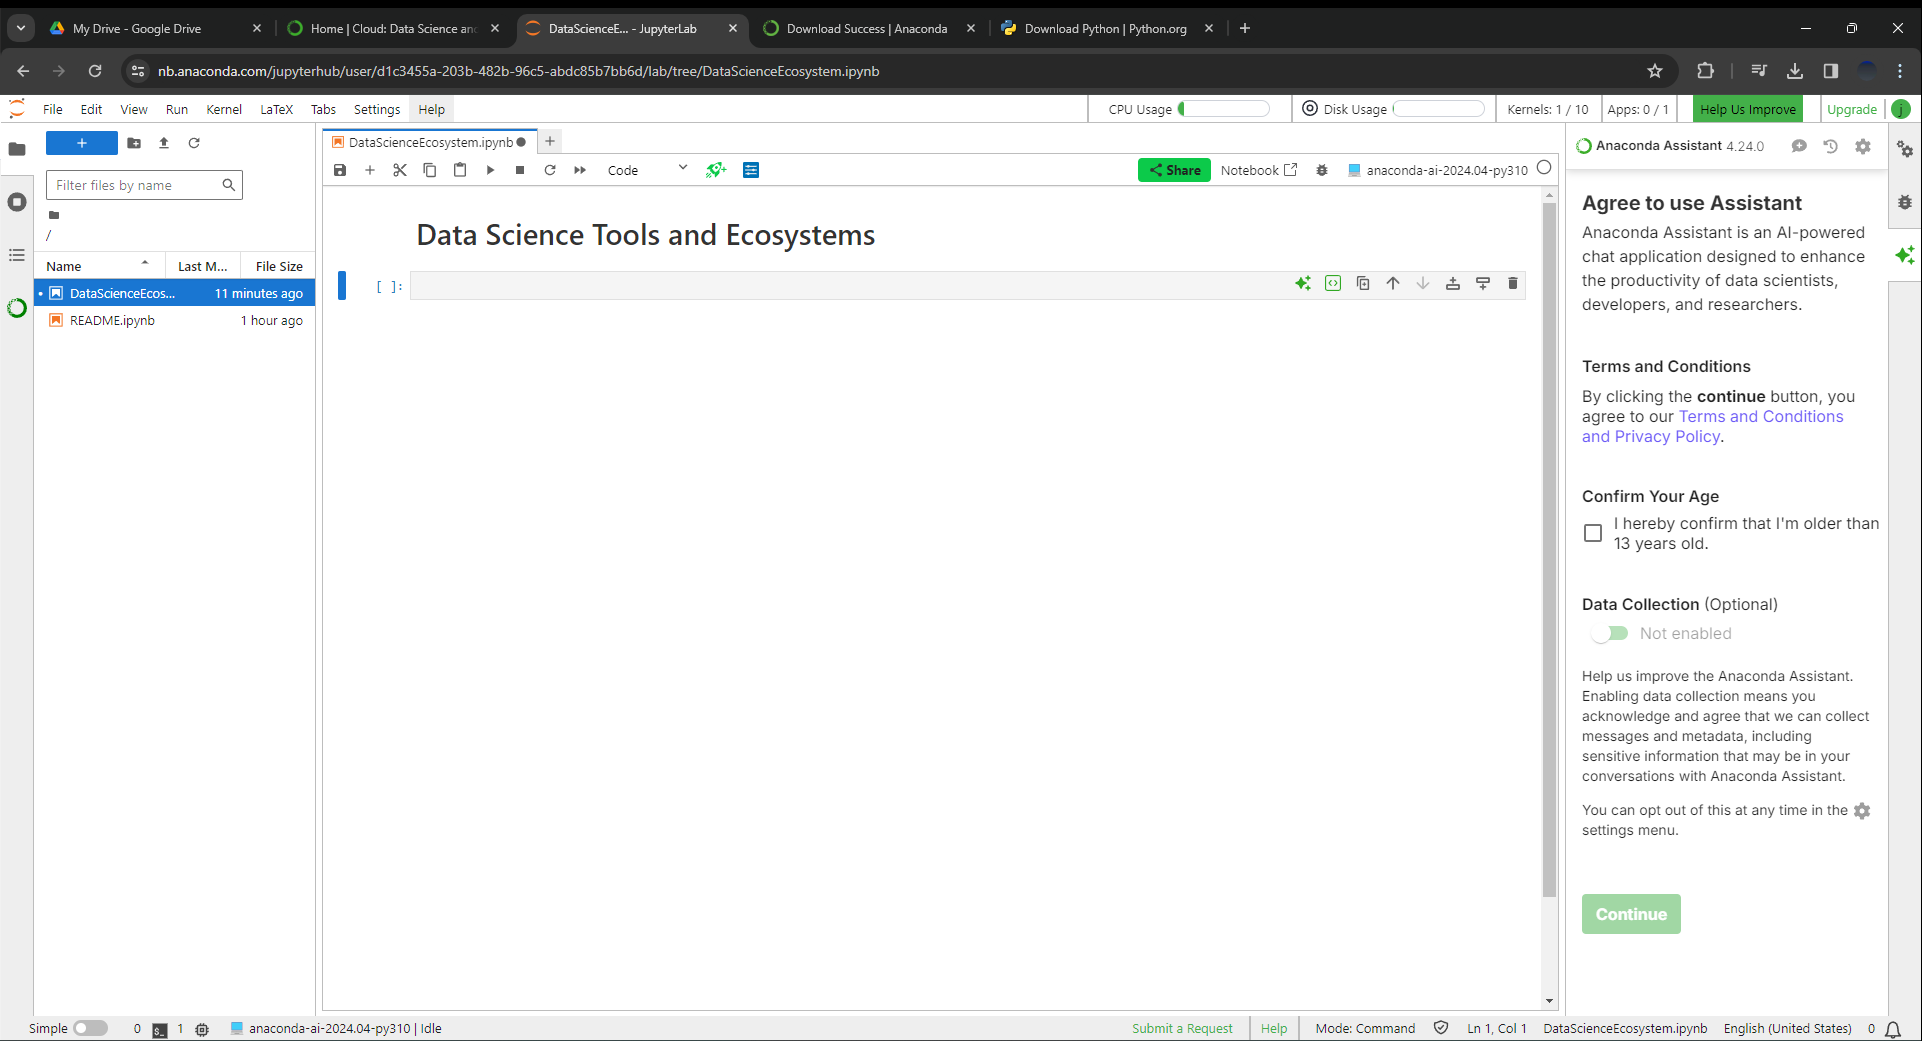 My Drive - Google Drive
Home | Cloud: Data Science and
DataScienceE... - JupyterLab
Download Success | Anaconda
Download Python | Python.org
nb.anaconda.com/jupyterhub/user/d1c3455a-203b-482b-96c5-abdc85b7bb6d/lab/tree/DataScienceEcosystem.ipynb
File Edit View Run Kernel LaTeX Tabs Settings Help
CPU Usage
Disk Usage
Kernels: 1 / 10
Apps: 0 / 1
Help Us Improve
Upgrade
j
Filter files by name
/
Name Last M... File Size
DataScienceEcos... 11 minutes ago
README.ipynb 1 hour ago
DataScienceEcosystem.ipynb
Code
Share
Notebook
anaconda-ai-2024.04-py310
Data Science Tools and Ecosystems
[ ]:
Anaconda Assistant 4.24.0
Agree to use Assistant
Anaconda Assistant is an AI-powered
chat application designed to enhance
the productivity of data scientists,
developers, and researchers.
Terms and Conditions
By clicking the continue button, you
agree to our Terms and Conditions
and Privacy Policy.
Confirm Your Age
I hereby confirm that I'm older than
13 years old.
Data Collection (Optional)
Not enabled
Help us improve the Anaconda Assistant.
Enabling data collection means you
acknowledge and agree that we can collect
messages and metadata, including
sensitive information that may be in your
conversations with Anaconda Assistant.
You can opt out of this at any time in the
settings menu.
Continue
Simple
0
1
anaconda-ai-2024.04-py310 | Idle
Submit a Request
Help
Mode: Command
Ln 1, Col 1
DataScienceEcosystem.ipynb
English (United States)
0